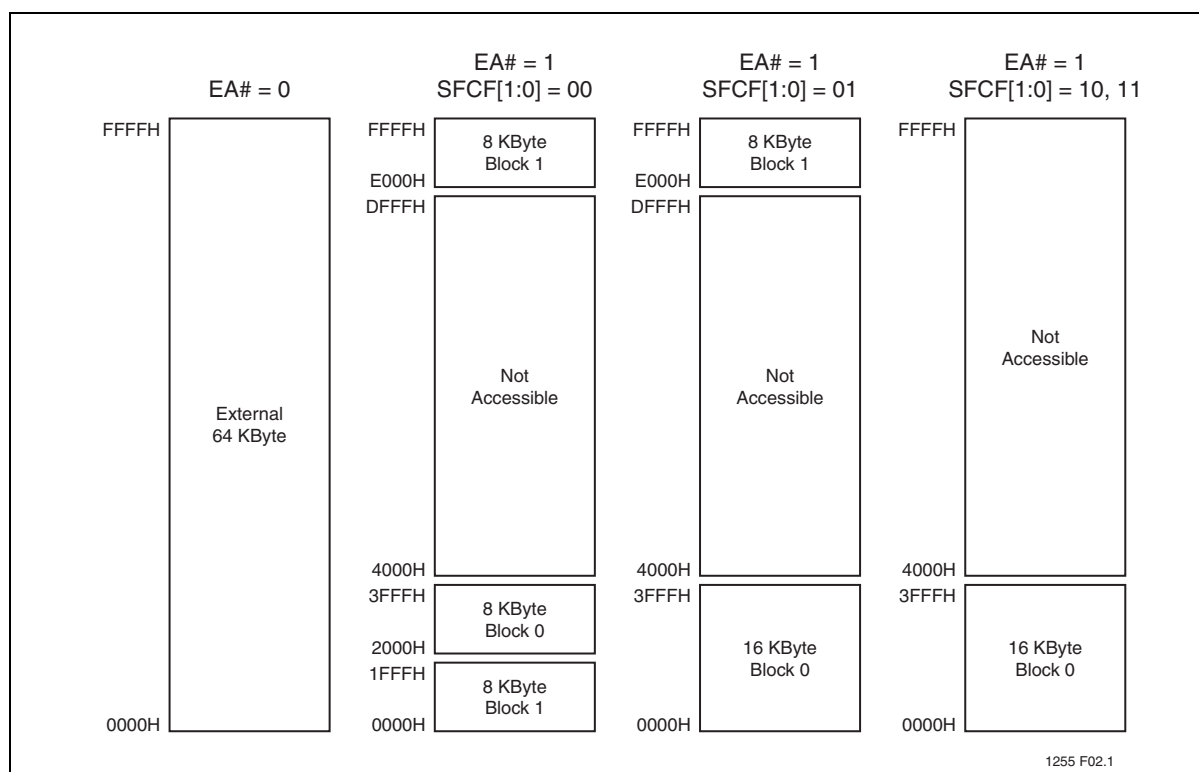 EA# = 0
FFFFH
External
64 KByte
0000H
EA# = 1
SFCF[1:0] = 00
FFFFH
8 KByte
Block 1
E000H
DFFFH
Not
Accessible
4000H
3FFFH
8 KByte
Block 0
2000H
1FFFH
8 KByte
Block 1
0000H
EA# = 1
SFCF[1:0] = 01
FFFFH
8 KByte
Block 1
E000H
DFFFH
Not
Accessible
4000H
3FFFH
16 KByte
Block 0
0000H
EA# = 1
SFCF[1:0] = 10, 11
FFFFH
Not
Accessible
4000H
3FFFH
16 KByte
Block 0
0000H
1255 F02.1